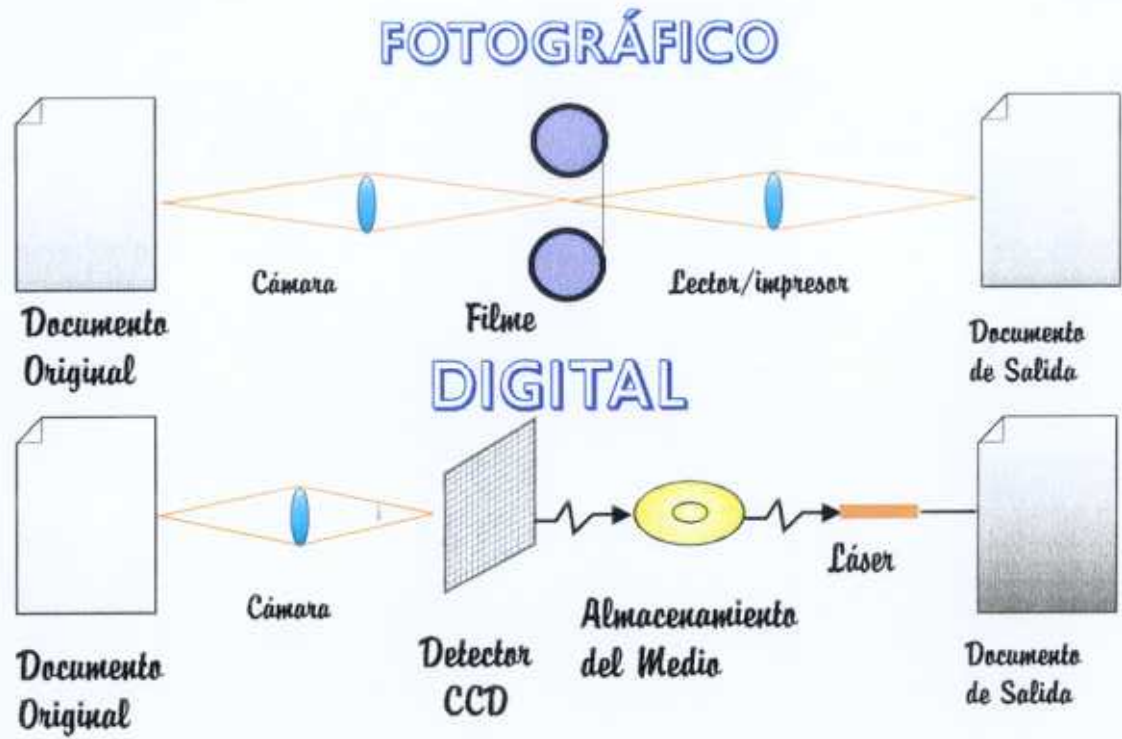 FOTOGRÁFICO
Cámara
Lector/impresor
Filme
Documento
Original
Documento
de Salida
DIGITAL
Cámara
Láser
Detector
CCD
Almacenamiento
del Medio
Documento
Original
Documento
de Salida